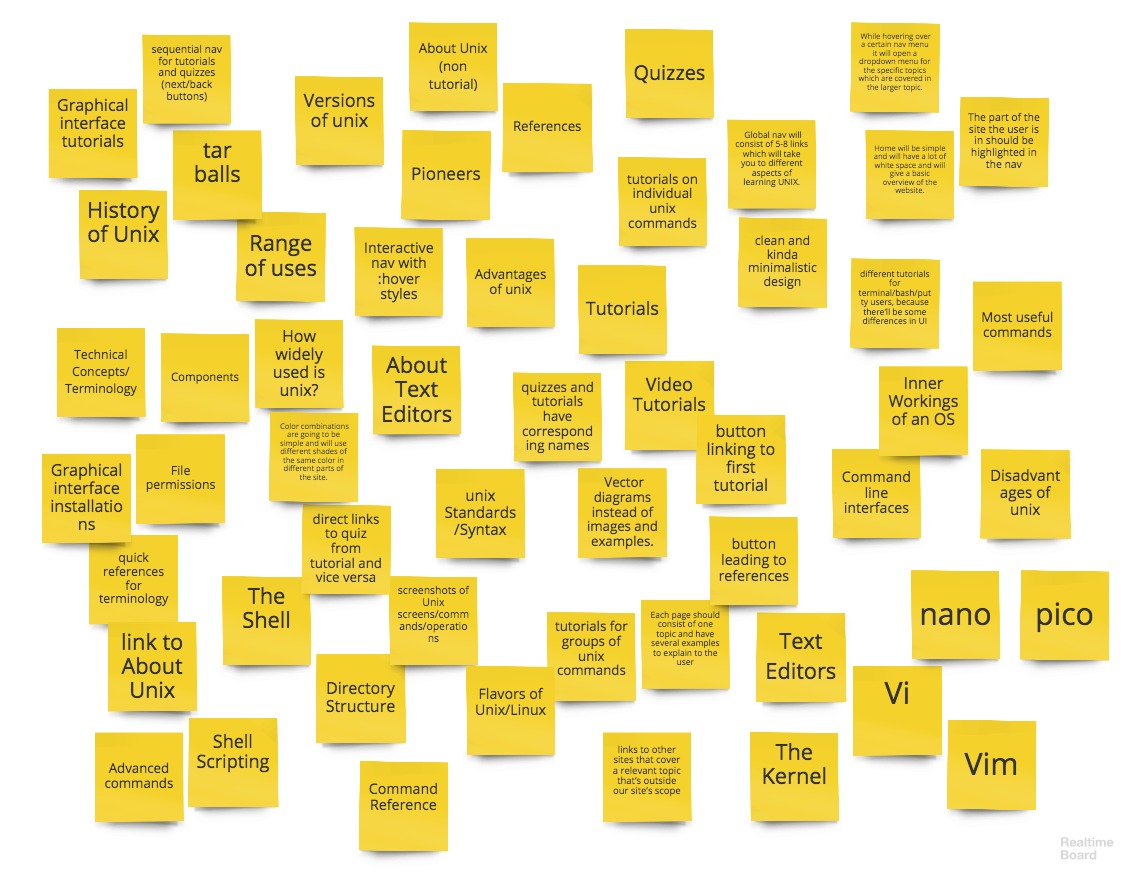 sequential nav
for tutorials
and quizzes
(next/back
buttons)
About Unix
(non
tutorial)
Quizzes
While hovering over
a certain nav menu
it will open a
dropdown menu for
the specific topics
which are covered in
the larger topic.
Graphical
interface
tutorials
Versions
of unix
References
The part of the
site the user is
in should be
highlighted in
the nav
tar
balls
Pioneers
tutorials on
individual
unix
commands
Global nav will
consist of 5-8 links
which will take
you to different
aspects of
learning UNIX.
Home will be simple
and will have a lot of
white space and will
give a basic
overview of the
website.
History
of Unix
Range
of uses
Interactive
nav with
:hover
styles
Advantages
of unix
Tutorials
clean and
kinda
minimalistic
design
different tutorials
for
terminal/bash/put
ty users, because
there'll be some
differences in UI
Most useful
commands
Technical
Concepts/
Terminology
Components
How
widely
used is
unix?
About
Text
Editors
quizzes and
tutorials
have
correspond
ing names
Video
Tutorials
Inner
Workings
of an OS
Color combinations
are going to be
simple and will use
different shades of
the same color in
different parts of
the site.
button
linking to
first
tutorial
Graphical
interface
installatio
ns
File
permissions
unix
Standards
/Syntax
Vector
diagrams
instead of
images and
examples.
Command
line
interfaces
Disadvant
ages of
unix
direct links
to quiz
from
tutorial and
vice versa
button
leading to
references
quick
references
for
terminology
The
Shell
screenshots of
Unix
screens/comm
ands/operatio
ns
tutorials for
groups of
unix
commands
Each page should
consist of one
topic and have
several examples
to explain to the
user
Text
Editors
nano
pico
link to
About
Unix
Directory
Structure
Flavors of
Unix/Linux
Vi
Advanced
commands
Shell
Scripting
Command
Reference
links to other
sites that cover
a relevant topic
that's outside
our site's scope
The
Kernel
Vim
Realtime
Board